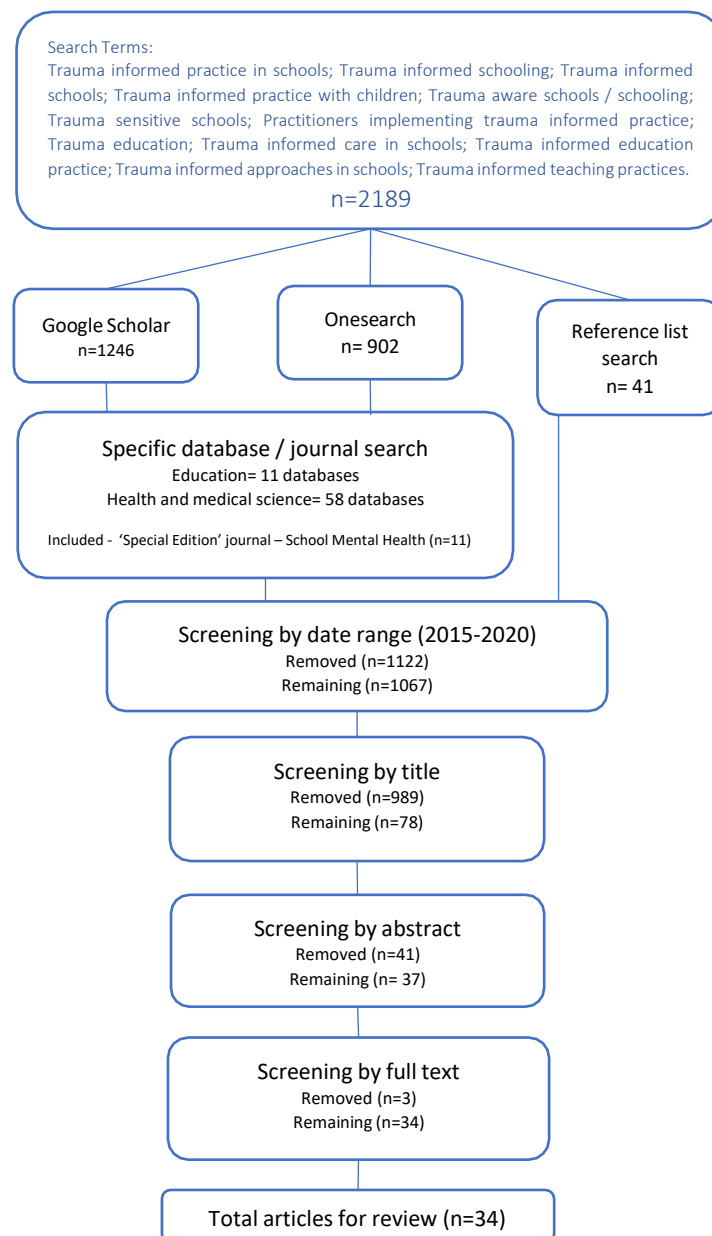 Search Terms:
Trauma informed practice in schools; Trauma informed schooling; Trauma informed
schools; Trauma informed practice with children; Trauma aware schools / schooling;
Trauma sensitive schools; Practitioners implementing trauma informed practice;
Trauma education; Trauma informed care in schools; Trauma informed education
practice; Trauma informed approaches in schools; Trauma informed teaching practices.
n=2189
Google Scholar
n=1246
Onesearch
n= 902
Reference list
search
n= 41
Specific database / journal search
Education= 11 databases
Health and medical science= 58 databases
Included - ‘Special Edition’ journal – School Mental Health (n=11)
Screening by date range (2015-2020)
Removed (n=1122)
Remaining (n=1067)
Screening by title
Removed (n=989)
Remaining (n=78)
Screening by abstract
Removed (n=41)
Remaining (n= 37)
Screening by full text
Removed (n=3)
Remaining (n=34)
Total articles for review (n=34)